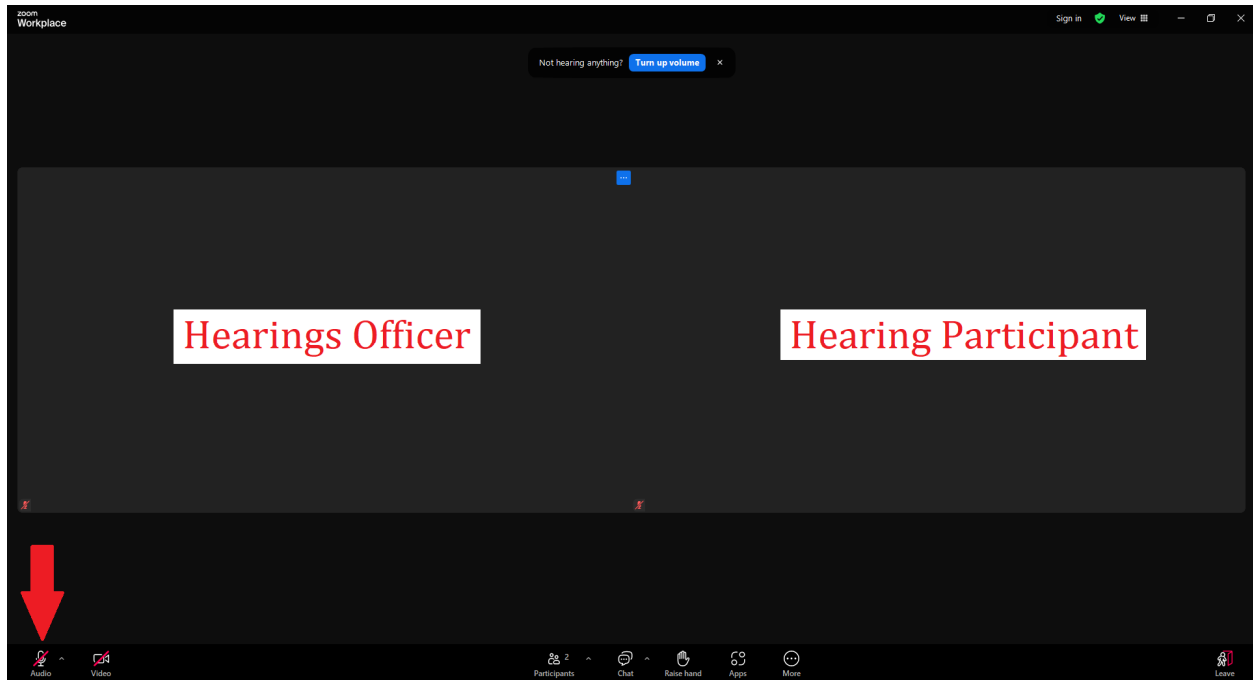 zoom
Workplace
Sign in
View
Not hearing anything? Turn up volume
Hearings Officer
Hearing Participant
Audio
Video
Participants 2
Chat
Raise hand
Apps
More
Leave